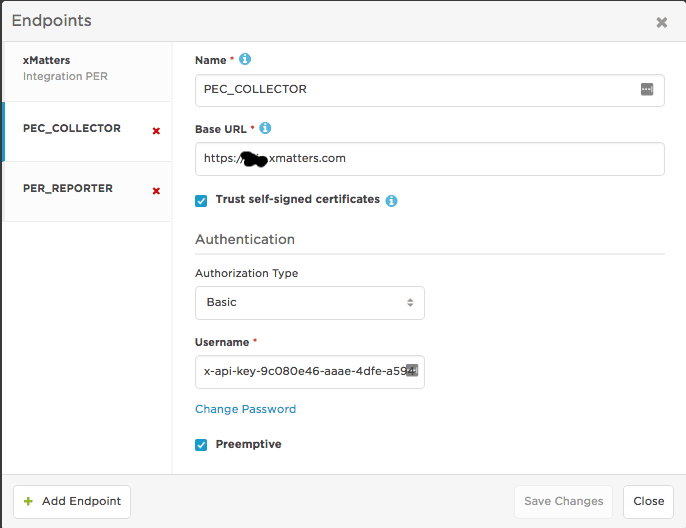 Endpoints
xMatters
Integration PER
PEC_COLLECTOR
PER_REPORTER
Name *
PEC_COLLECTOR
Base URL *
https:/ .xmatters.com
Trust self-signed certificates
Authentication
Authorization Type
Basic
Username *
x-api-key-9c080e46-aaae-4dfe-a594
Change Password
Preemptive
Add Endpoint
Save Changes
Close